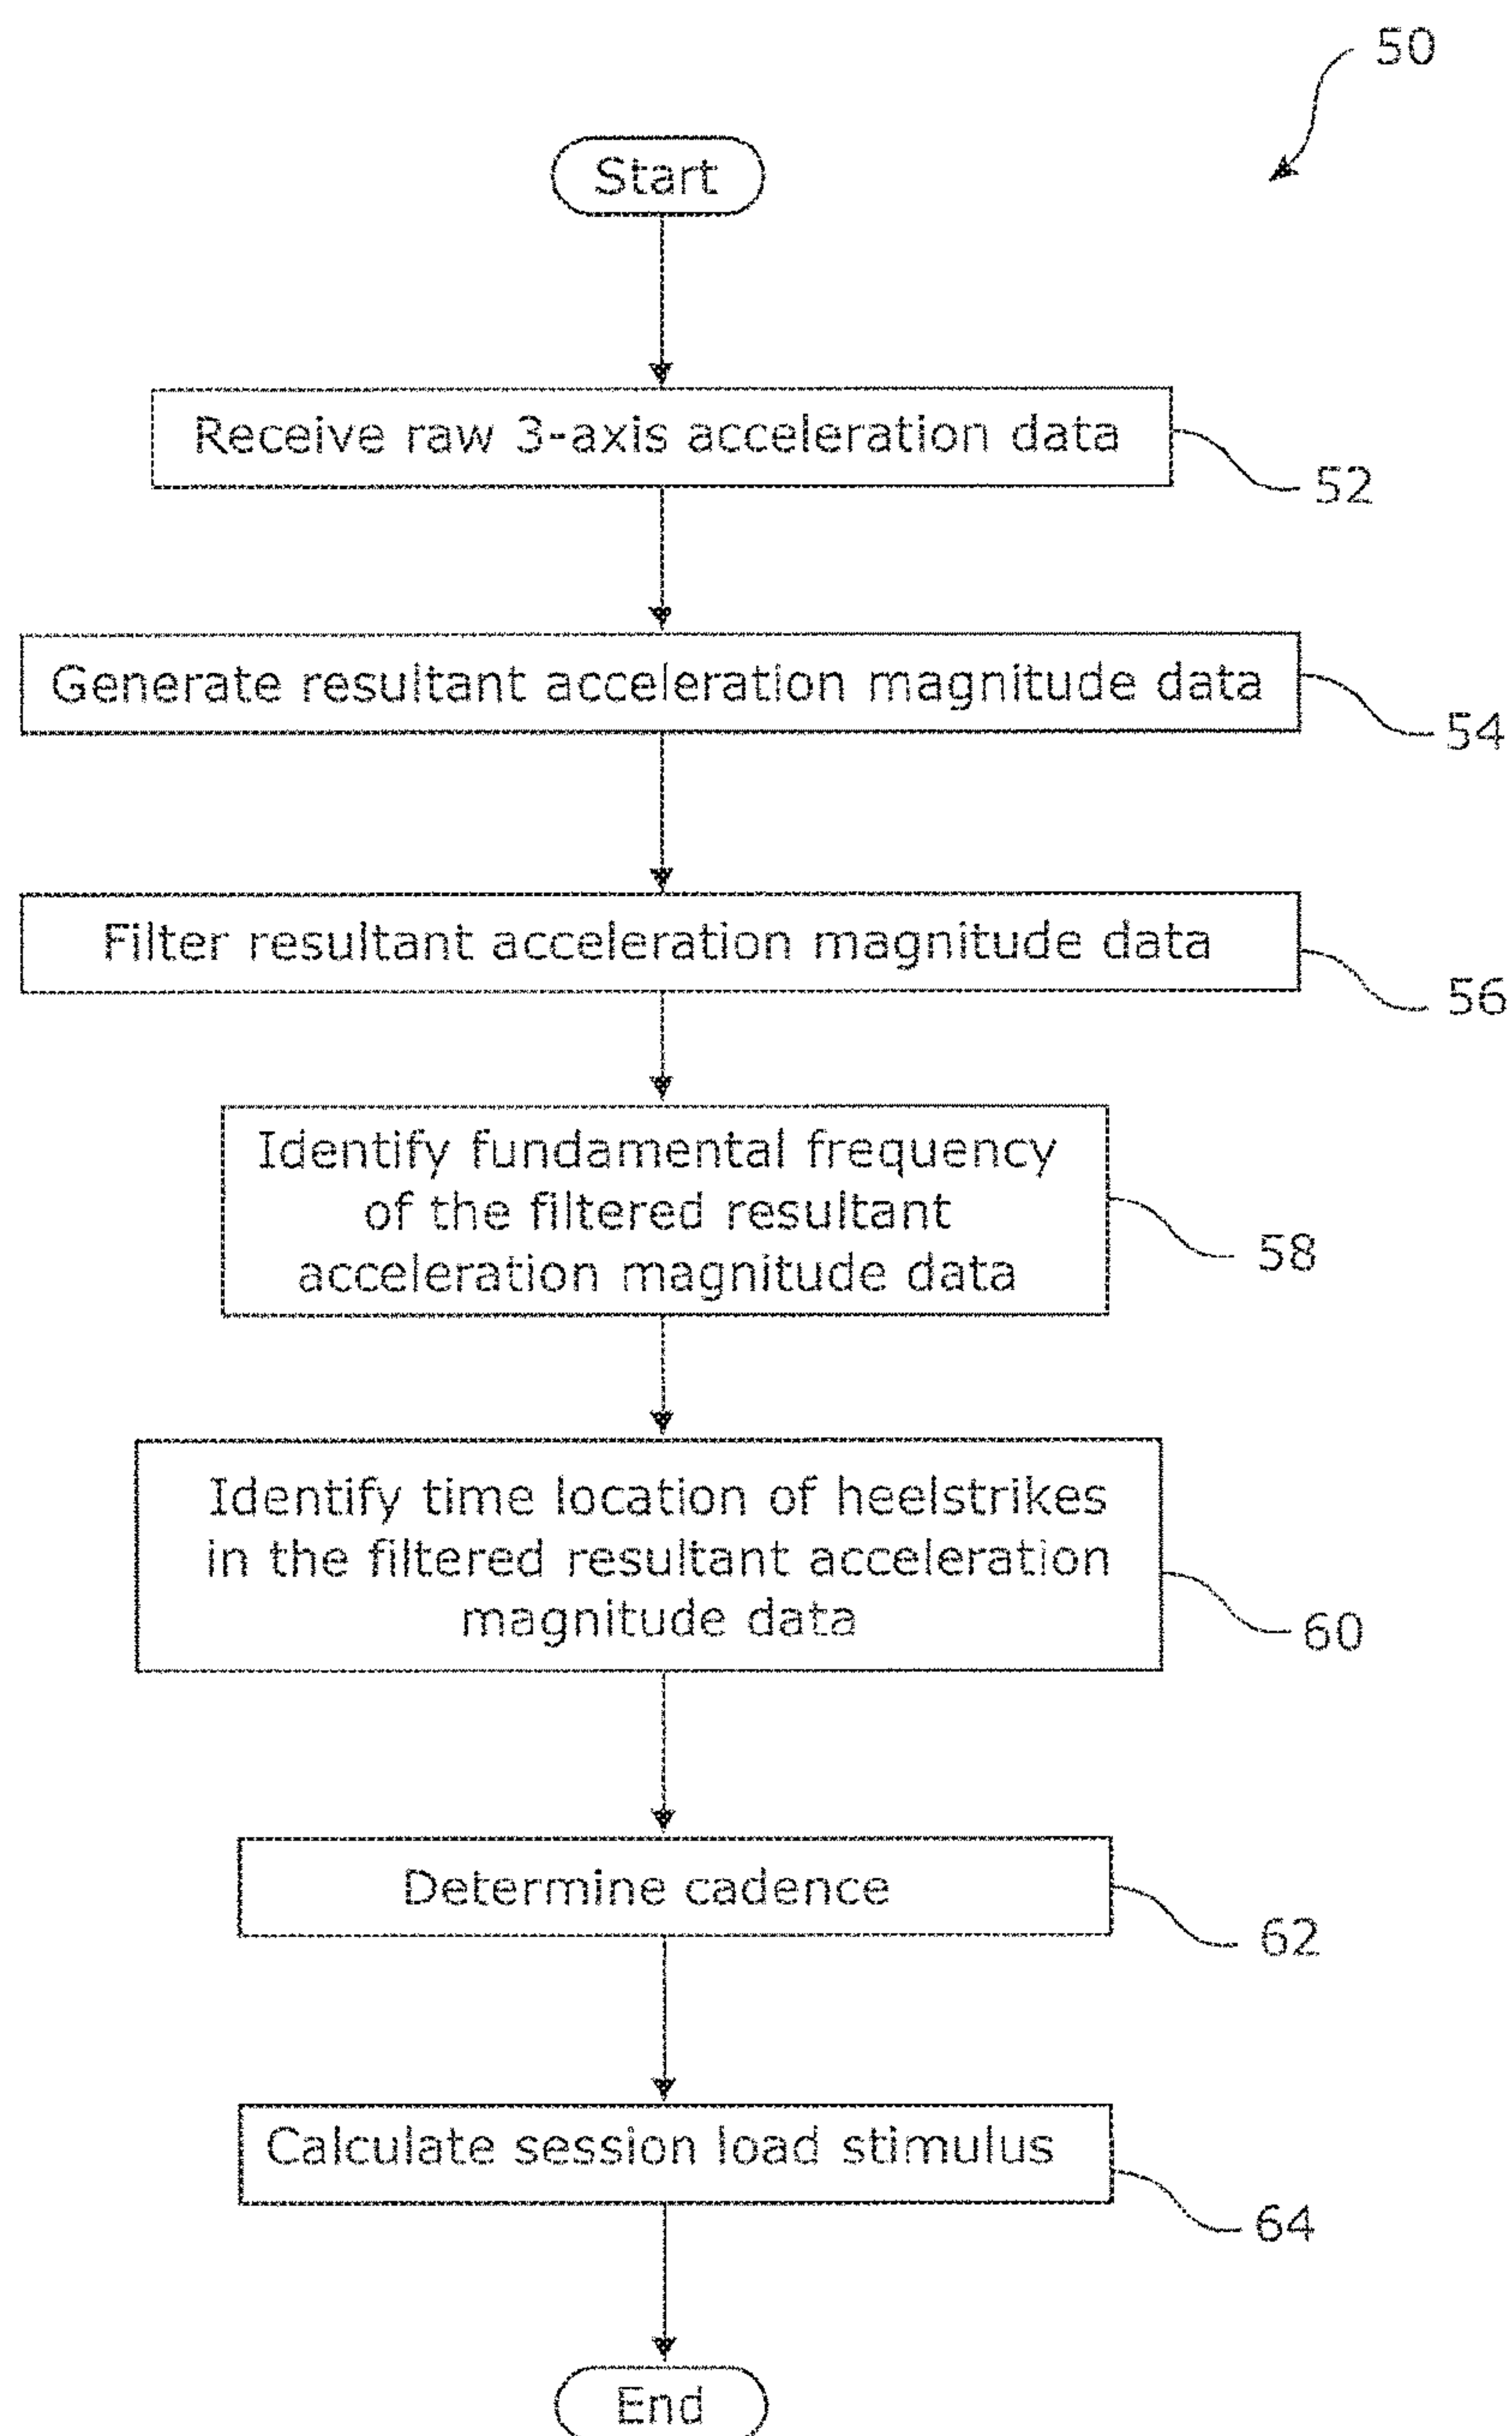 50
Start
Receive raw 3-axis acceleration data
52
Generate resultant acceleration magnitude data
54
Filter resultant acceleration magnitude data
56
Identify fundamental frequency
of the filtered resultant
acceleration magnitude data
58
Identify time location of heelstrikes
in the filtered resultant acceleration
magnitude data
60
Determine cadence
62
Calculate session load stimulus
64
End